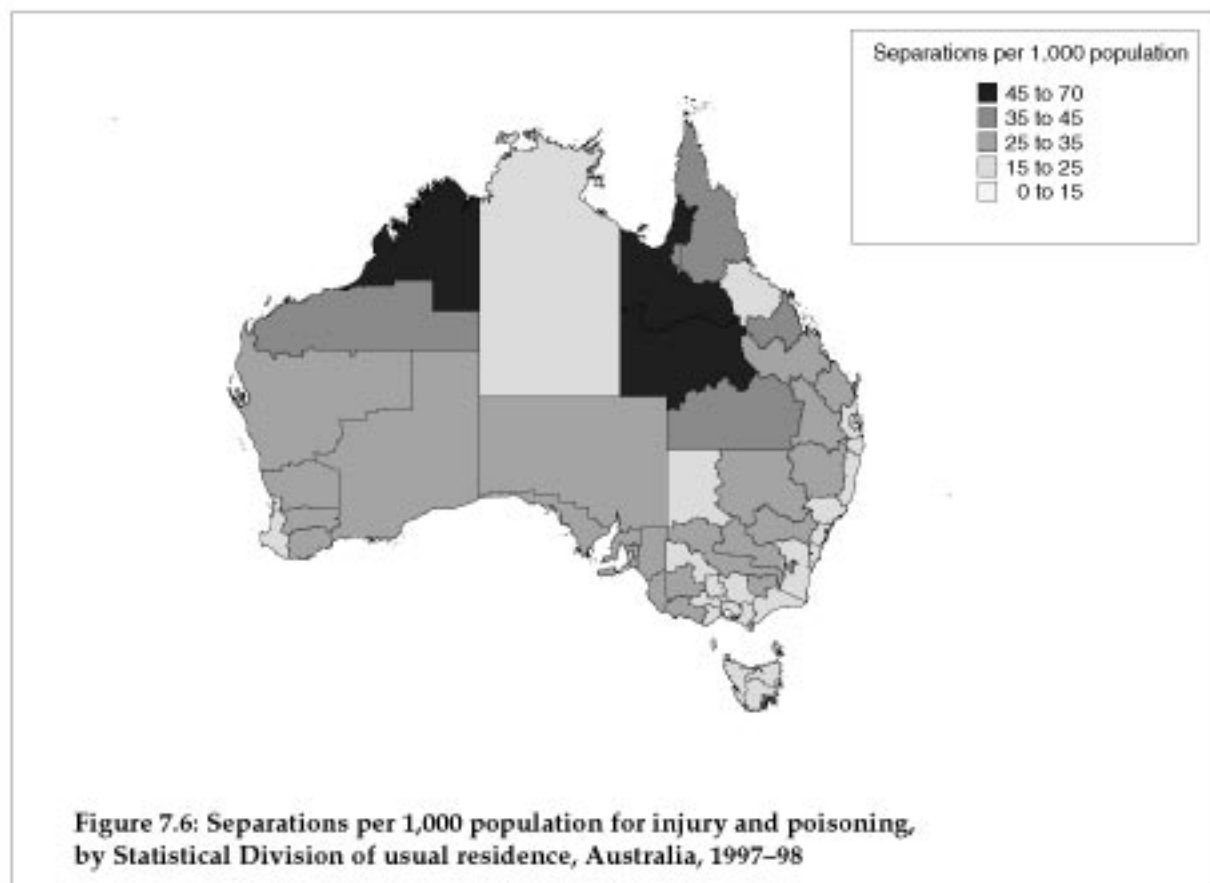 Separations per 1,000 population
45 to 70
35 to 45
25 to 35
15 to 25
0 to 15
Figure 7.6: Separations per 1,000 population for injury and poisoning,
by Statistical Division of usual residence, Australia, 1997–98